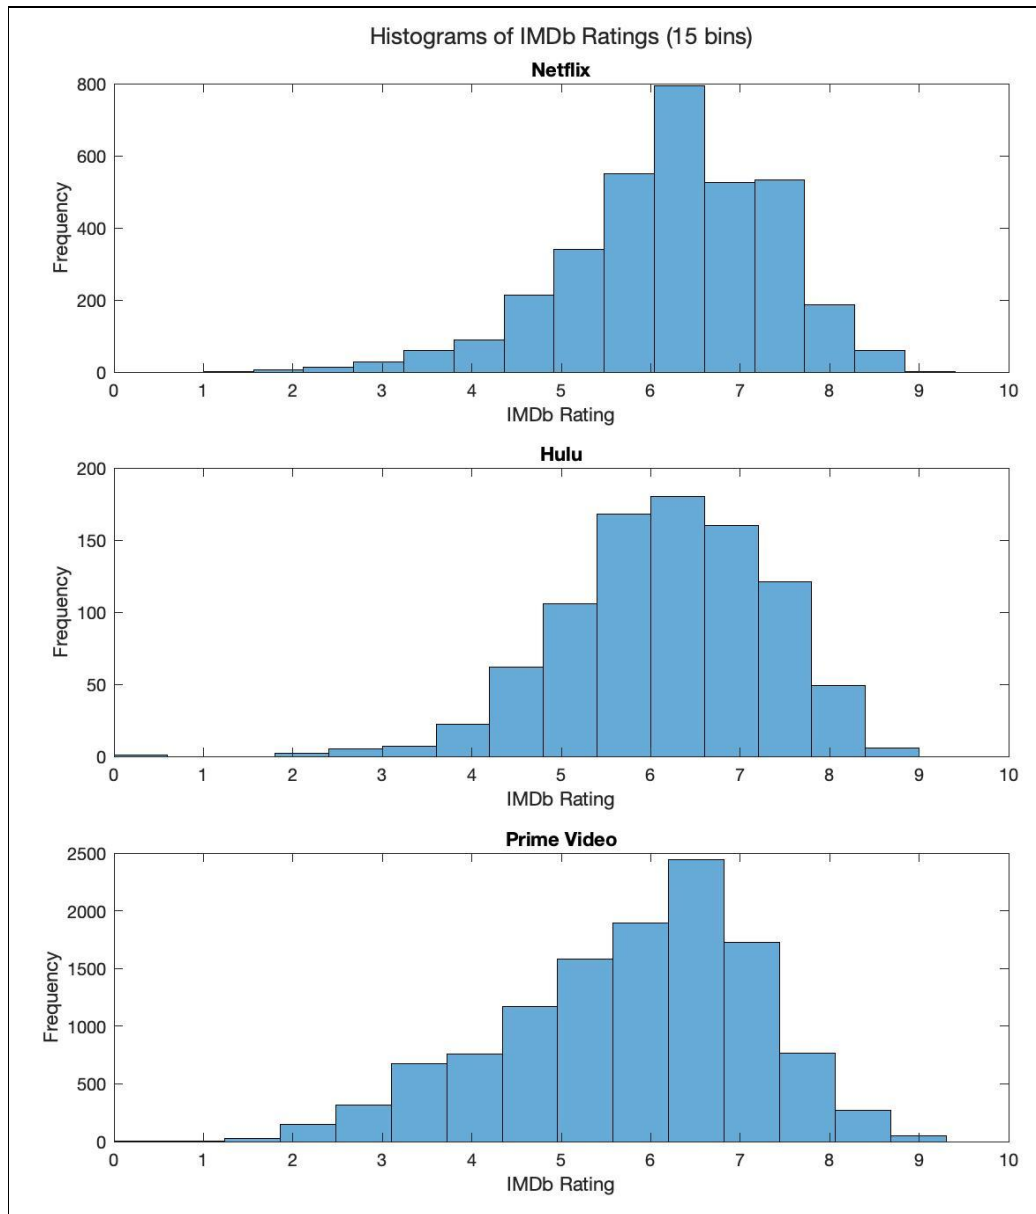 Histograms of IMDb Ratings (15 bins)
Netflix
800
600
400
200
0
Frequency
0 1 2 3 4 5 6 7 8 9 10
IMDb Rating
Hulu
200
150
100
50
0
Frequency
0 1 2 3 4 5 6 7 8 9 10
IMDb Rating
Prime Video
2500
2000
1500
1000
500
0
Frequency
0 1 2 3 4 5 6 7 8 9 10
IMDb Rating